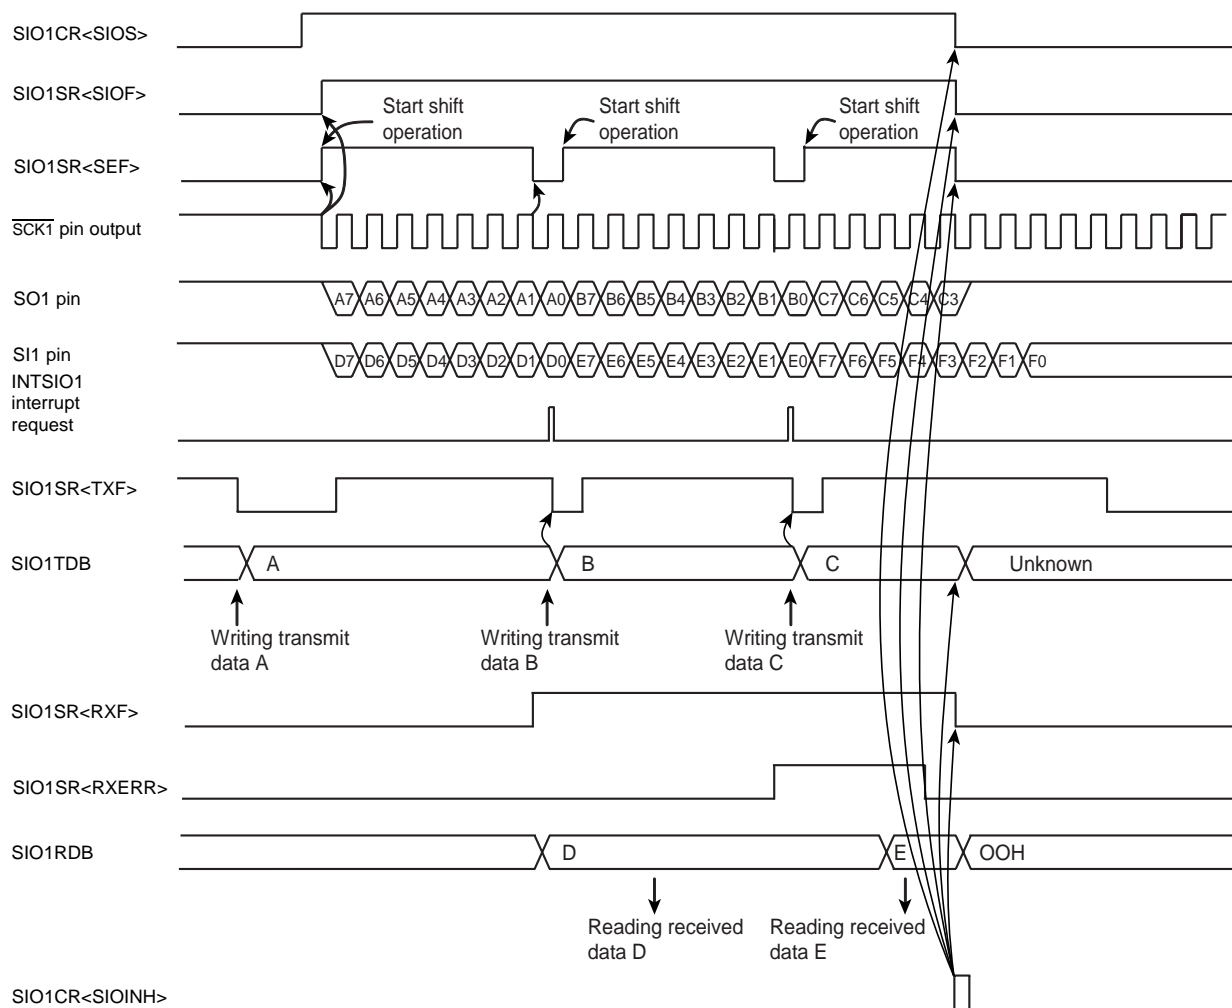 SIO1CR<SIOS>
SIO1SR<SIOF>
Start shift
operation
Start shift
operation
Start shift
operation
SIO1SR<SEF>
SCK1 pin output
SO1 pin
A7 A6 A5 A4 A3 A2 A1 A0 B7 B6 B5 B4 B3 B2 B1 B0 C7 C6 C5 C4 C3
SI1 pin
D7 D6 D5 D4 D3 D2 D1 D0 E7 E6 E5 E4 E3 E2 E1 E0 F7 F6 F5 F4 F3 F2 F1 F0
INTSIO1
interrupt
request
SIO1SR<TXF>
SIO1TDB
A
B
C
Unknown
Writing transmit
data A
Writing transmit
data B
Writing transmit
data C
SIO1SR<RXF>
SIO1SR<RXERR>
SIO1RDB
D
E
OOH
Reading received
data D
Reading received
data E
SIO1CR<SIOINH>